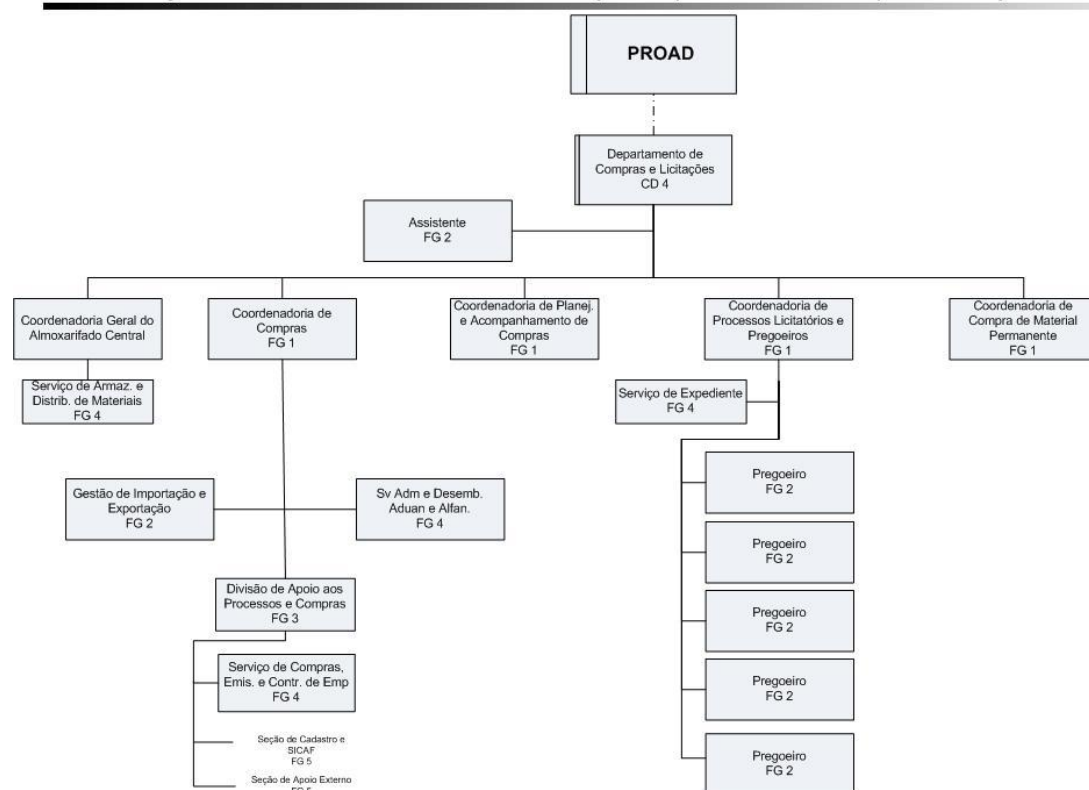 PROAD
Departamento de
Compras e Licitações
CD 4
Assistente
FG 2
Coordenadoria Geral do
Almoxarifado Central
Coordenadoria de
Compras
FG 1
Coordenadoria de Planej.
e Acompanhamento de
Compras
FG 1
Coordenadoria de
Processos Licitatórios e
Pregoeiros
FG 1
Coordenadoria de
Compra de Material
Permanente
FG 1
Serviço de Armaz. e
Distrib. de Materiais
FG 4
Serviço de Expediente
FG 4
Gestão de Importação e
Exportação
FG 2
Sv Adm e Desemb.
Aduan e Alfan.
FG 4
Pregoeiro
FG 2
Pregoeiro
FG 2
Divisão de Apoio aos
Processos e Compras
FG 3
Pregoeiro
FG 2
Serviço de Compras,
Emis. e Contr. de Emp
FG 4
Pregoeiro
FG 2
Seção de Cadastro e
SICAF
FG 5
Pregoeiro
FG 2
Seção de Apoio Externo